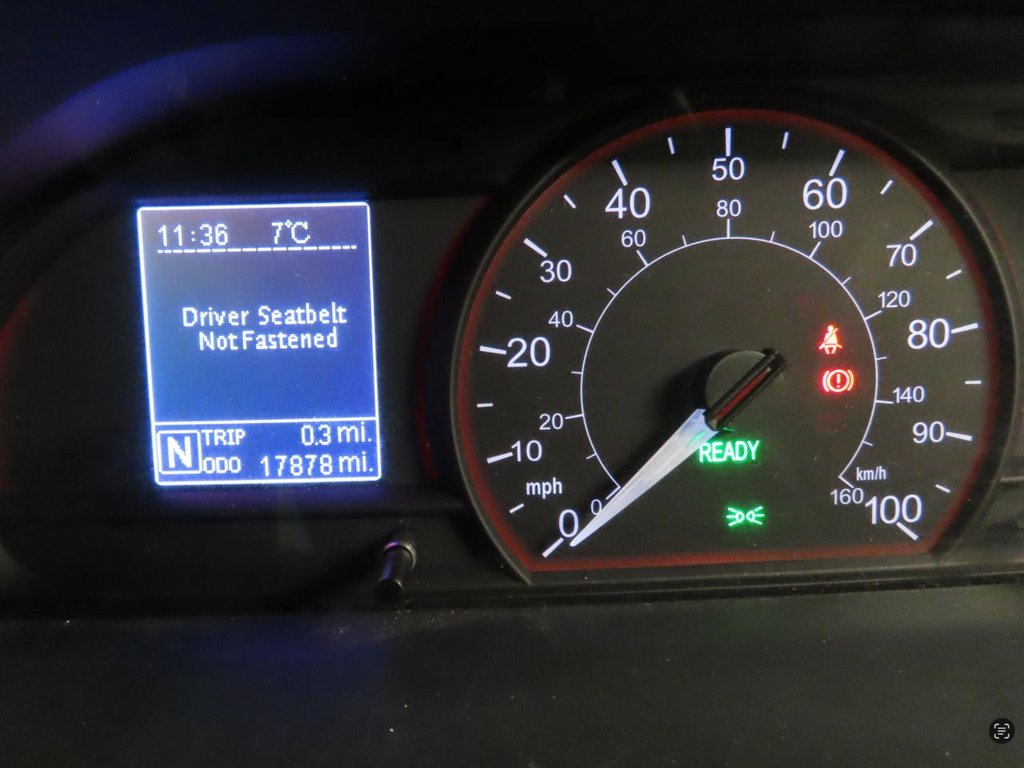 11:36 7°C
Driver Seatbelt
Not Fastened
N
TRIP 0.3 mi.
ODO 17878 mi.
mph
0
10
20
30
40
50
60
70
80
90
100
0
20
40
60
80
100
120
140
160
km/h
READY